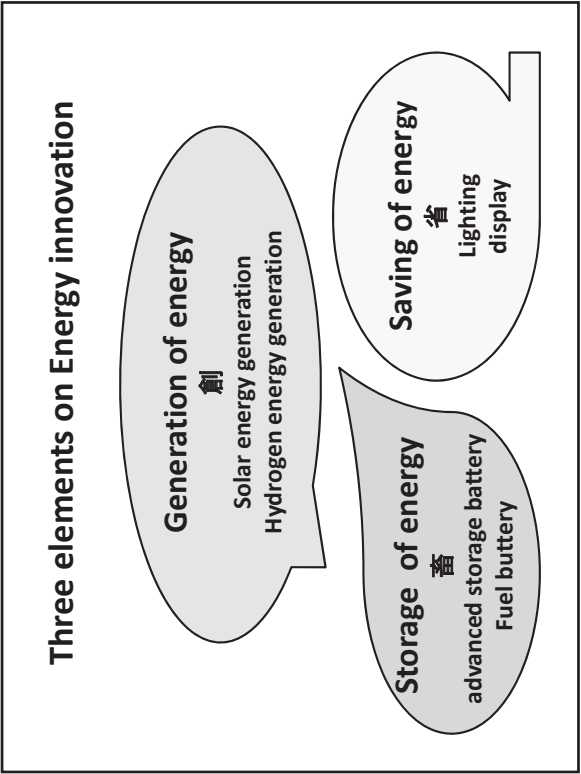 Three elements on Energy innovation
Generation of energy
創
Solar energy generation
Hydrogen energy generation
Storage of energy
畜
advanced storage battery
Fuel buttery
Saving of energy
省
Lighting
display